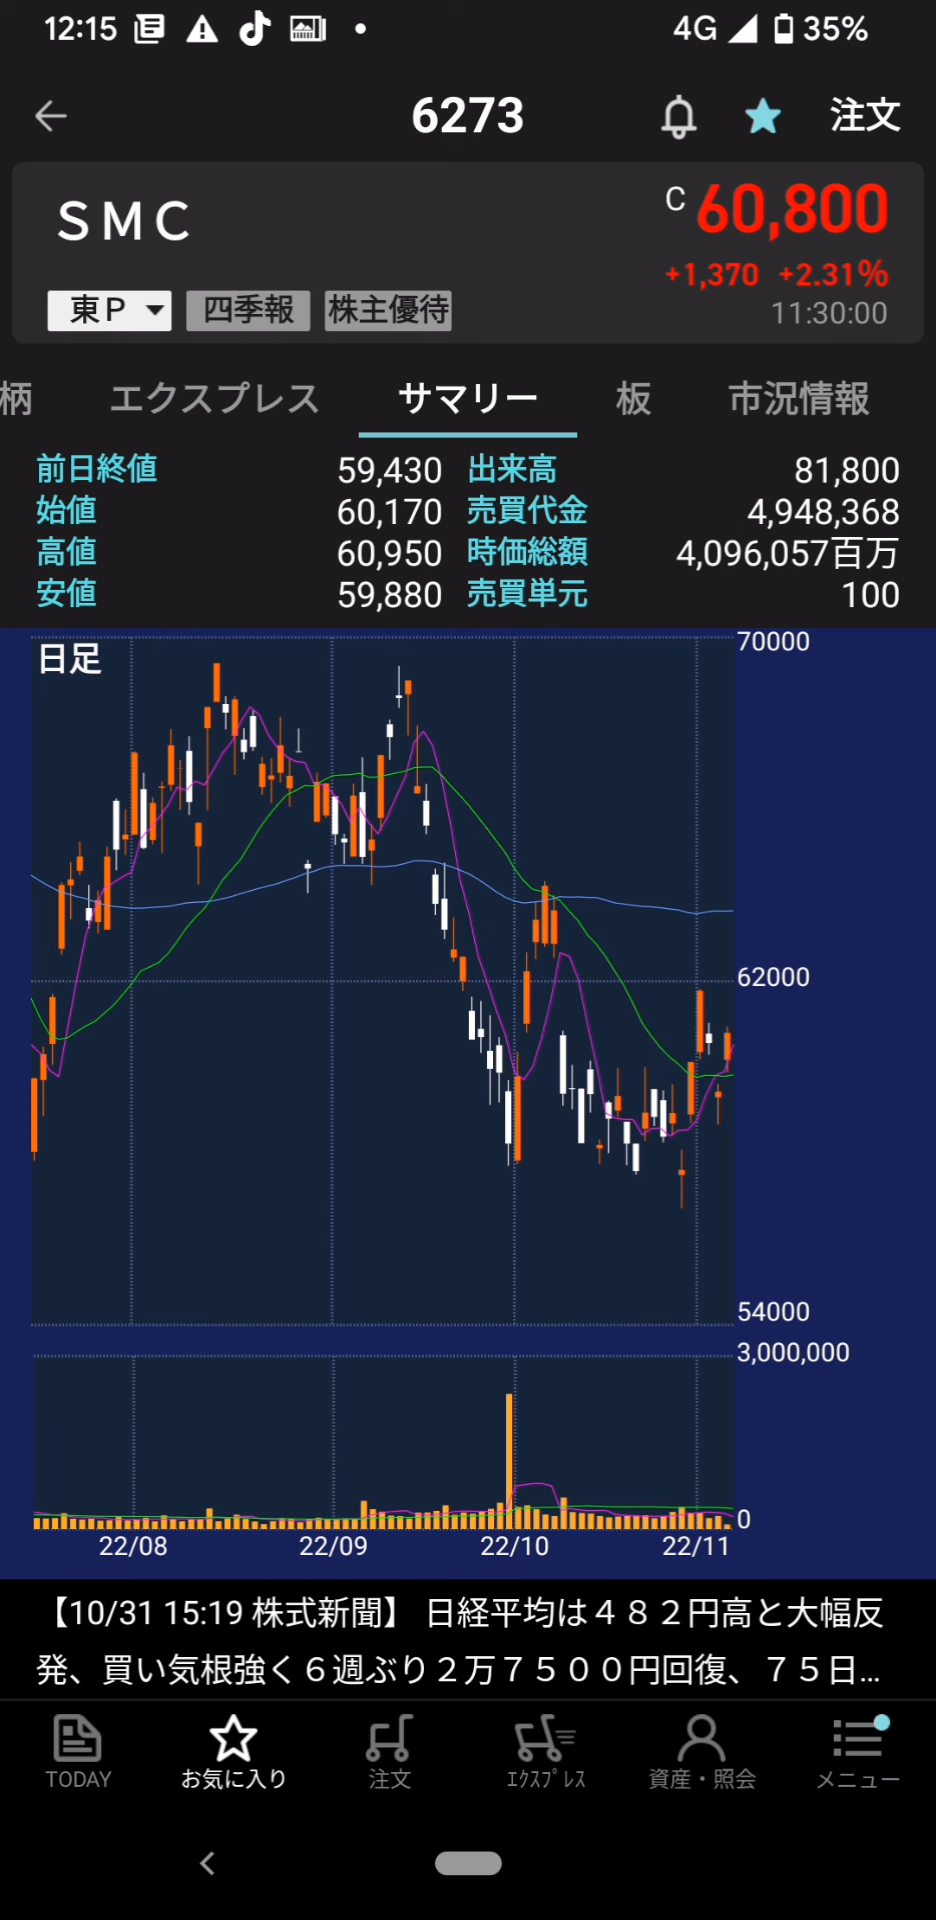 12:15 4G 35%
6273 注文
ＳＭＣ C 60,800
+1,370 +2.31%
東Ｐ 四季報 株主優待 11:30:00
柄 エクスプレス サマリー 板 市況情報
前日終値 59,430 出来高 81,800
始値 60,170 売買代金 4,948,368
高値 60,950 時価総額 4,096,057百万
安値 59,880 売買単元 100
日足
70000
62000
54000
3,000,000
0
22/08 22/09 22/10 22/11
【10/31 15:19 株式新聞】 日経平均は４８２円高と大幅反
発、買い気根強く６週ぶり２万７５００円回復、７５日...
TODAY お気に入り 注文 ｴｸｽﾌﾟﾚｽ 資産・照会 メニュー